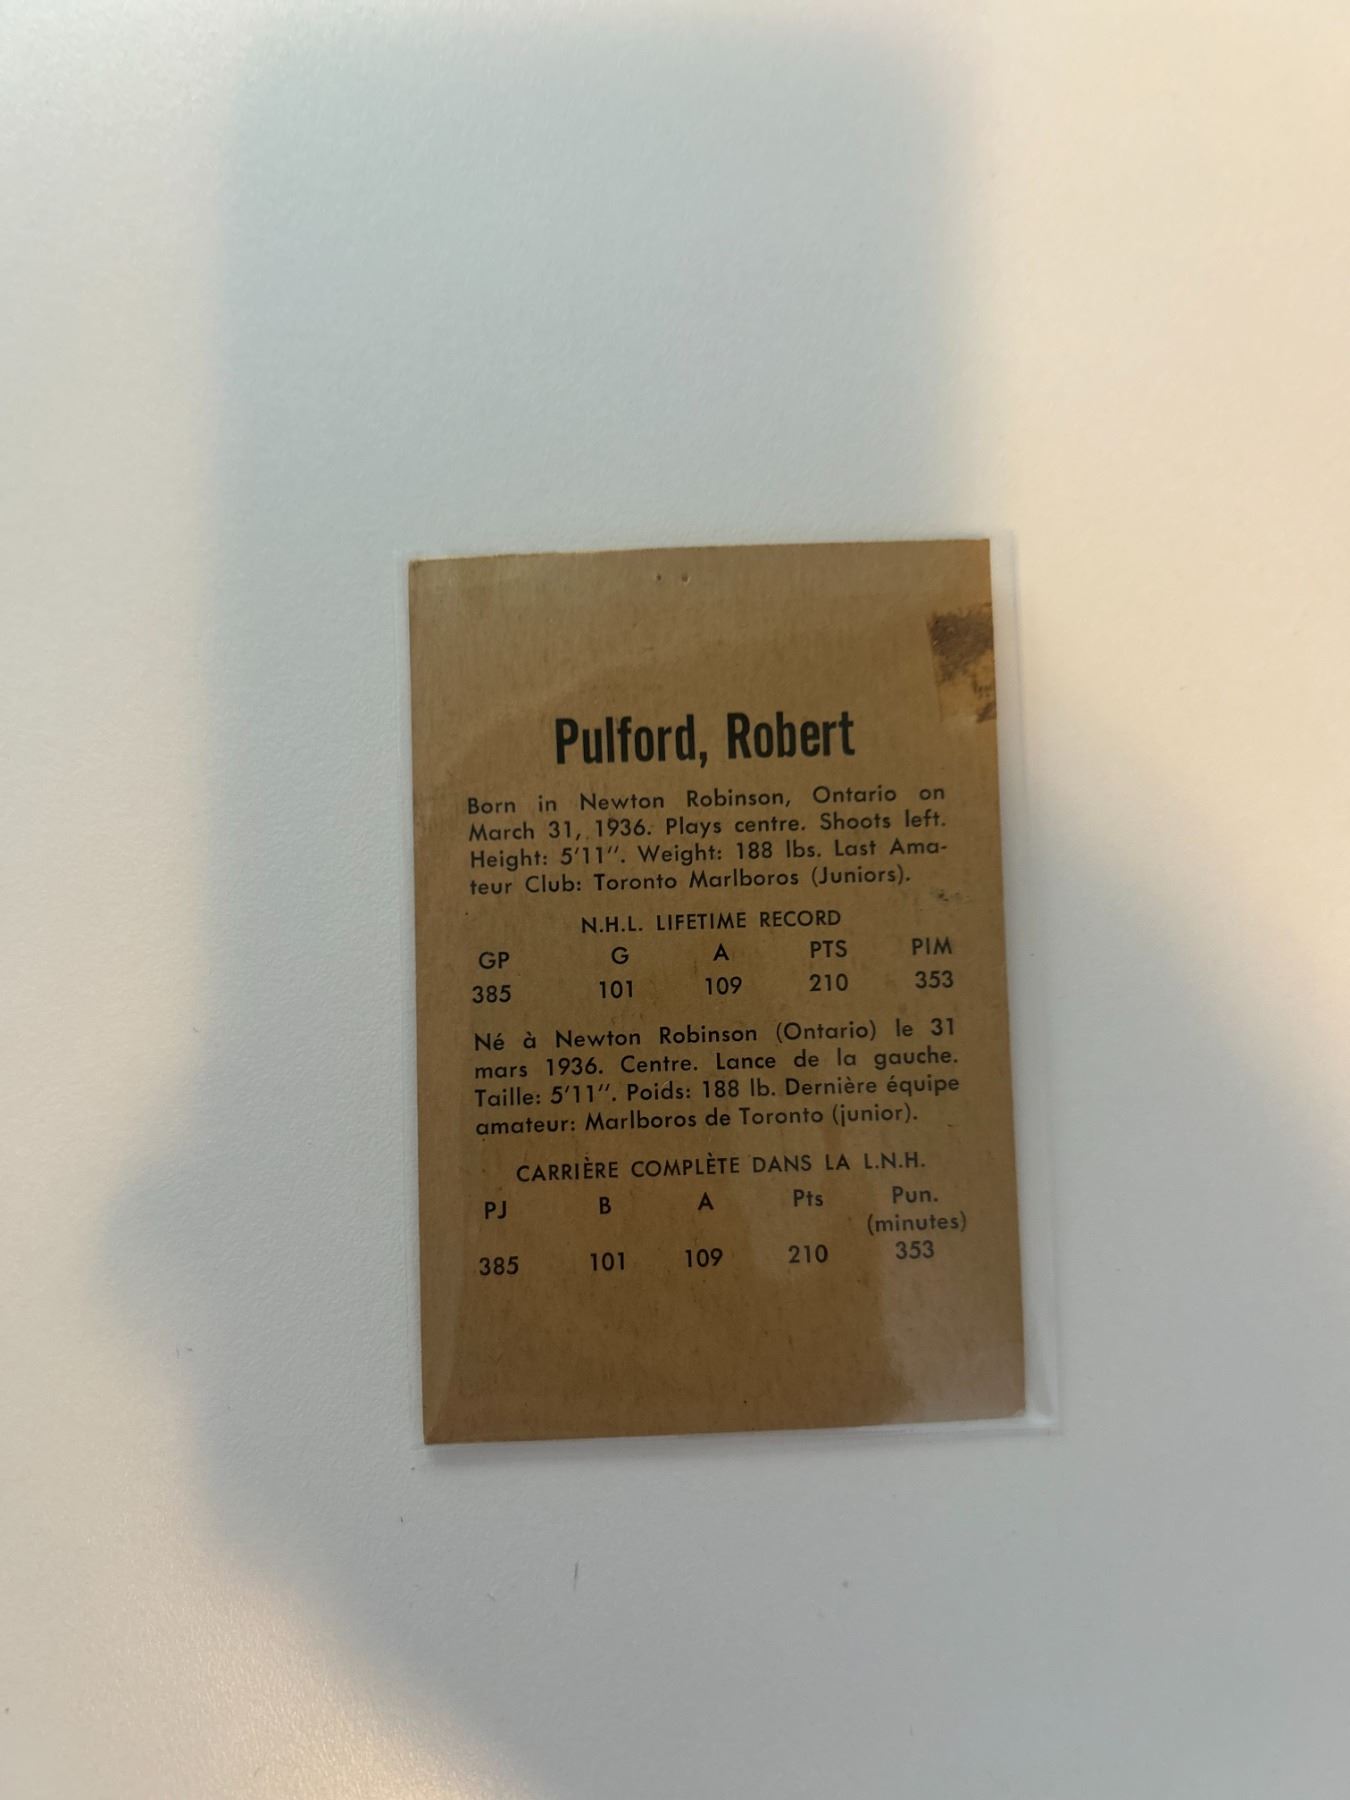 Pulford, Robert
Born in Newton Robinson, Ontario on
March 31, 1936. Plays centre. Shoots left.
Height: 5'11". Weight: 188 lbs. Last Ama-
teur Club: Toronto Marlboros (Juniors).
N.H.L. LIFETIME RECORD
GP G A PTS PIM
385 101 109 210 353
Né à Newton Robinson (Ontario) le 31
mars 1936. Centre. Lance de la gauche.
Taille: 5'11". Poids: 188 lb. Dernière équipe
amateur: Marlboros de Toronto (junior).
CARRIÈRE COMPLÈTE DANS LA L.N.H.
PJ B A Pts Pun.
(minutes)
385 101 109 210 353